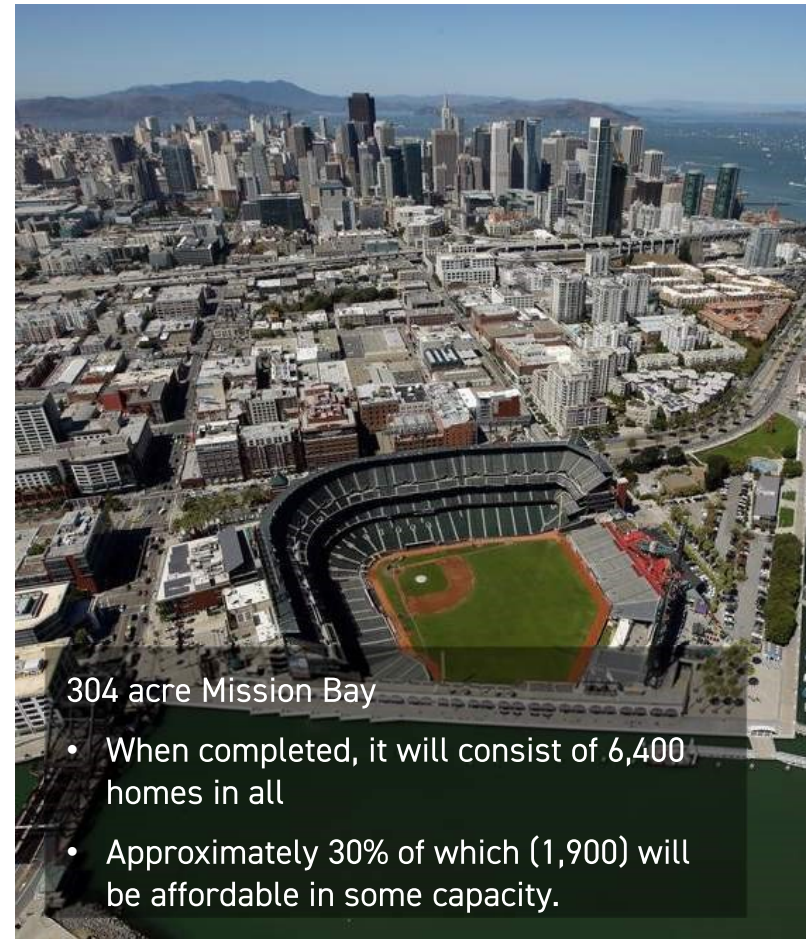 304 acre Mission Bay
• When completed, it will consist of 6,400
homes in all
• Approximately 30% of which (1,900) will
be affordable in some capacity.